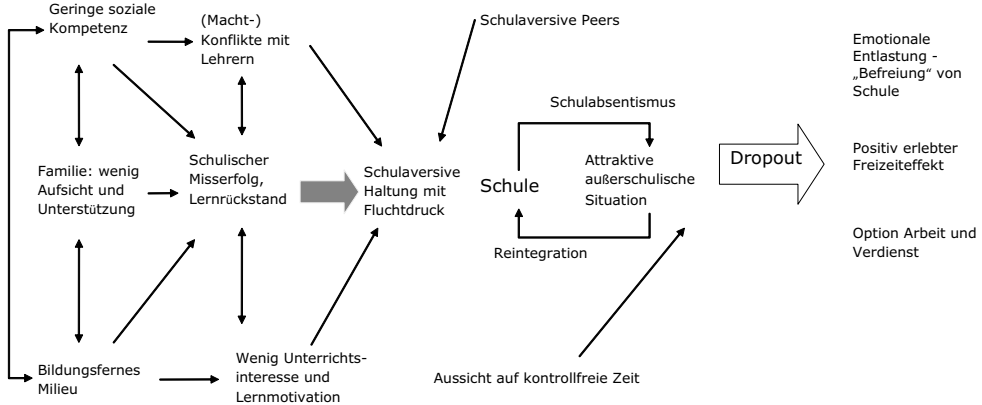 Geringe soziale
Kompetenz
(Macht-)
Konflikte mit
Lehrern
Schulaversive Peers
Emotionale
Entlastung -
„Befreiung“ von
Schule
Schulabsentismus
Familie: wenig
Aufsicht und
Unterstützung
Schulischer
Misserfolg,
Lernrückstand
Schulaversive
Haltung mit
Fluchtdruck
Schule
Attraktive
außerschulische
Situation
Dropout
Positiv erlebter
Freizeiteffekt
Reintegration
Option Arbeit und
Verdienst
Bildungsfernes
Milieu
Wenig Unterrichts-
interesse und
Lernmotivation
Aussicht auf kontrollfreie Zeit